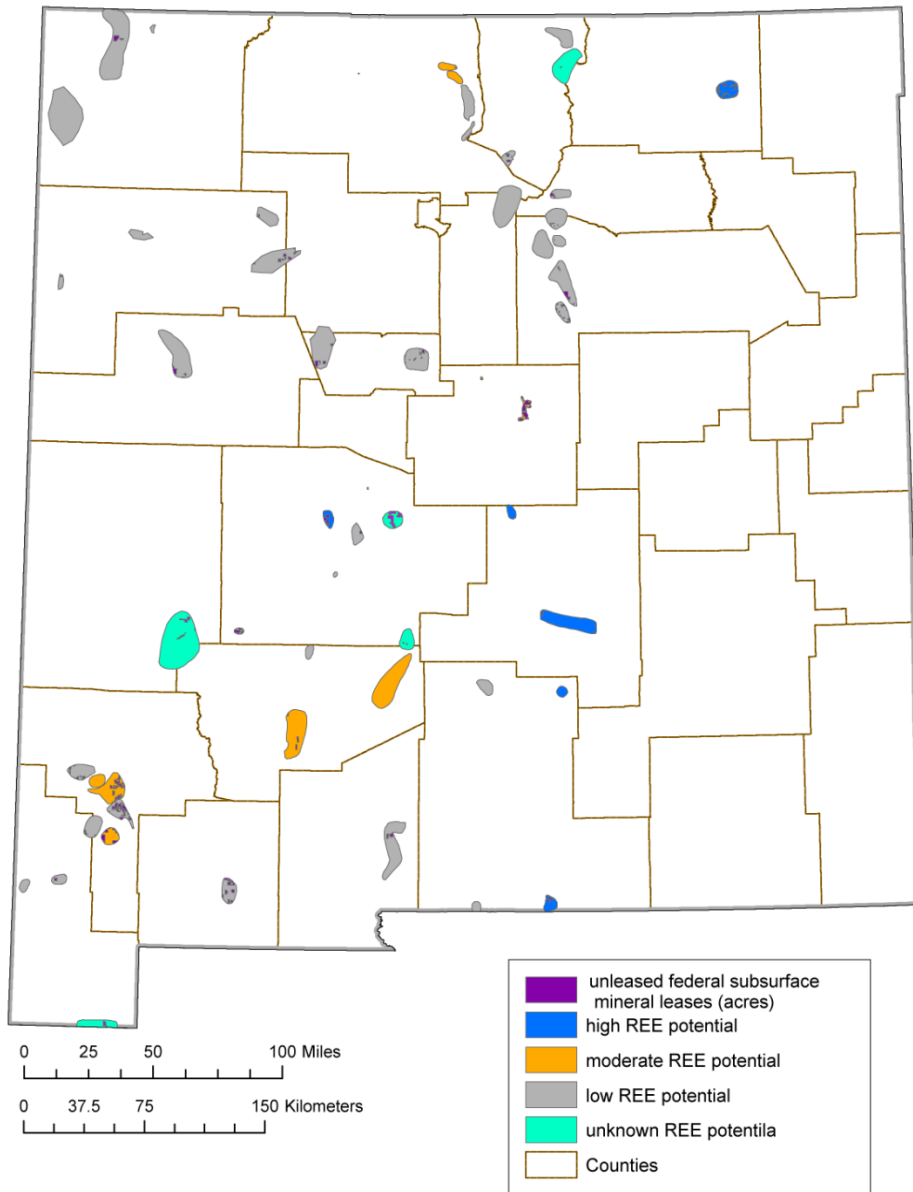 unleased federal subsurface
mineral leases (acres)
high REE potential
moderate REE potential
low REE potential
unknown REE potentila
Counties
0 25 50 100 Miles
0 37.5 75 150 Kilometers